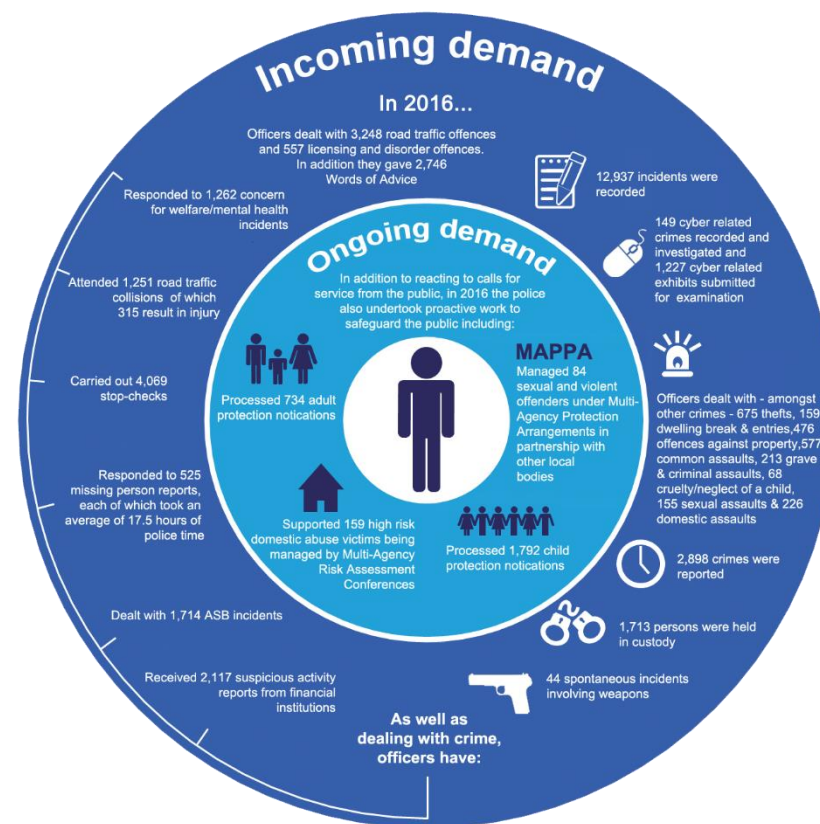 Incoming demand
In 2016...
Officers dealt with 3,248 road traffic offences
and 557 licensing and disorder offences.
In addition they gave 2,746
Words of Advice
12,937 incidents were
recorded
149 cyber related
crimes recorded and
investigated and
1,227 cyber related
exhibits submitted
for examination
Officers dealt with - amongst
other crimes - 675 thefts, 159
dwelling break & entries,476
offences against property,577
common assaults, 213 grave
& criminal assaults, 68
cruelty/neglect of a child,
155 sexual assaults & 226
domestic assaults
2,898 crimes were
reported
1,713 persons were held
in custody
44 spontaneous incidents
involving weapons
As well as
dealing with crime,
officers have:
Received 2,117 suspicious activity
reports from financial
institutions
Dealt with 1,714 ASB incidents
Responded to 525
missing person reports,
each of which took an
average of 17.5 hours of
police time
Carried out 4,069
stop-checks
Attended 1,251 road traffic
collisions of which
315 result in injury
Responded to 1,262 concern
for welfare/mental health
incidents
Ongoing demand
In addition to reacting to calls for
service from the public, in 2016 the police
also undertook proactive work to
safeguard the public including:
Processed 734 adult
protection notications
MAPPA
Managed 84
sexual and violent
offenders under Multi-
Agency Protection
Arrangements in
partnership with
other local
bodies
Supported 159 high risk
domestic abuse victims being
managed by Multi-Agency
Risk Assessment
Conferences
Processed 1,792 child
protection notications